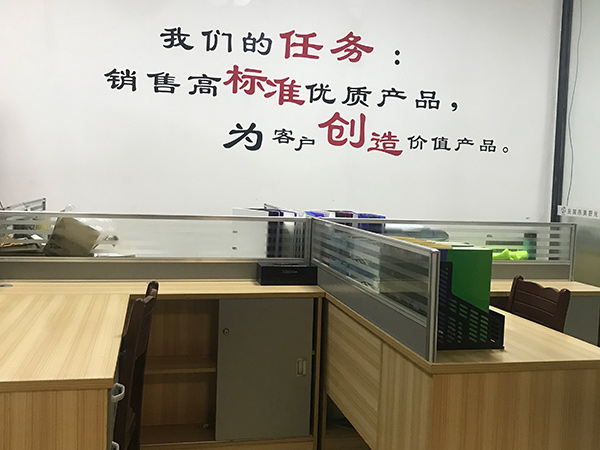 我们的任务：
销售高标准优质产品，
为客户创造价值产品。